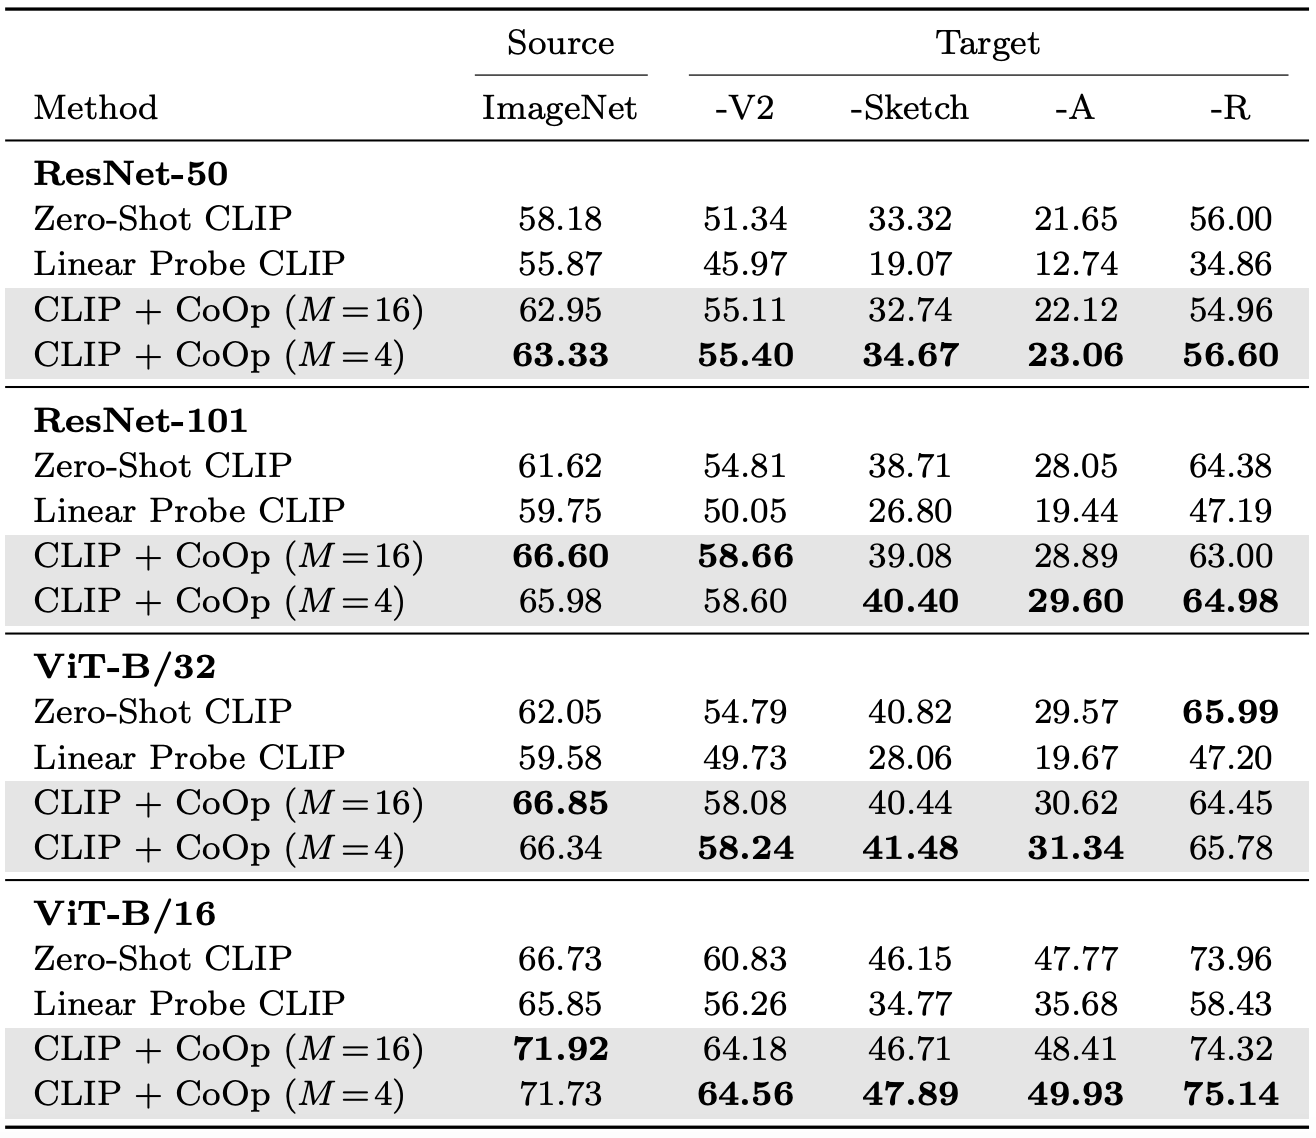 Source Target
Method ImageNet -V2 -Sketch -A -R
ResNet-50
Zero-Shot CLIP 58.18 51.34 33.32 21.65 56.00
Linear Probe CLIP 55.87 45.97 19.07 12.74 34.86
CLIP + CoOp (M=16) 62.95 55.11 32.74 22.12 54.96
CLIP + CoOp (M=4) 63.33 55.40 34.67 23.06 56.60
ResNet-101
Zero-Shot CLIP 61.62 54.81 38.71 28.05 64.38
Linear Probe CLIP 59.75 50.05 26.80 19.44 47.19
CLIP + CoOp (M=16) 66.60 58.66 39.08 28.89 63.00
CLIP + CoOp (M=4) 65.98 58.60 40.40 29.60 64.98
ViT-B/32
Zero-Shot CLIP 62.05 54.79 40.82 29.57 65.99
Linear Probe CLIP 59.58 49.73 28.06 19.67 47.20
CLIP + CoOp (M=16) 66.85 58.08 40.44 30.62 64.45
CLIP + CoOp (M=4) 66.34 58.24 41.48 31.34 65.78
ViT-B/16
Zero-Shot CLIP 66.73 60.83 46.15 47.77 73.96
Linear Probe CLIP 65.85 56.26 34.77 35.68 58.43
CLIP + CoOp (M=16) 71.92 64.18 46.71 48.41 74.32
CLIP + CoOp (M=4) 71.73 64.56 47.89 49.93 75.14